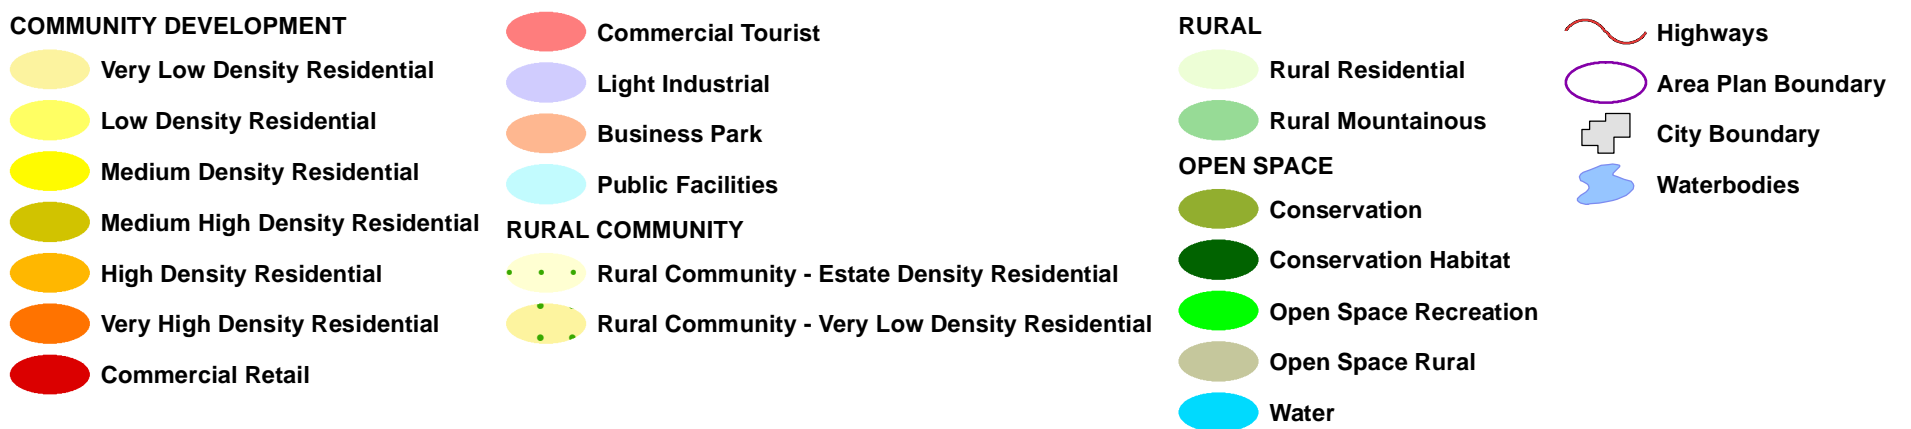 COMMUNITY DEVELOPMENT
Very Low Density Residential
Low Density Residential
Medium Density Residential
Medium High Density Residential
High Density Residential
Very High Density Residential
Commercial Retail
Commercial Tourist
Light Industrial
Business Park
Public Facilities
RURAL COMMUNITY
Rural Community - Estate Density Residential
Rural Community - Very Low Density Residential
RURAL
Rural Residential
Rural Mountainous
OPEN SPACE
Conservation
Conservation Habitat
Open Space Recreation
Open Space Rural
Water
Highways
Area Plan Boundary
City Boundary
Waterbodies